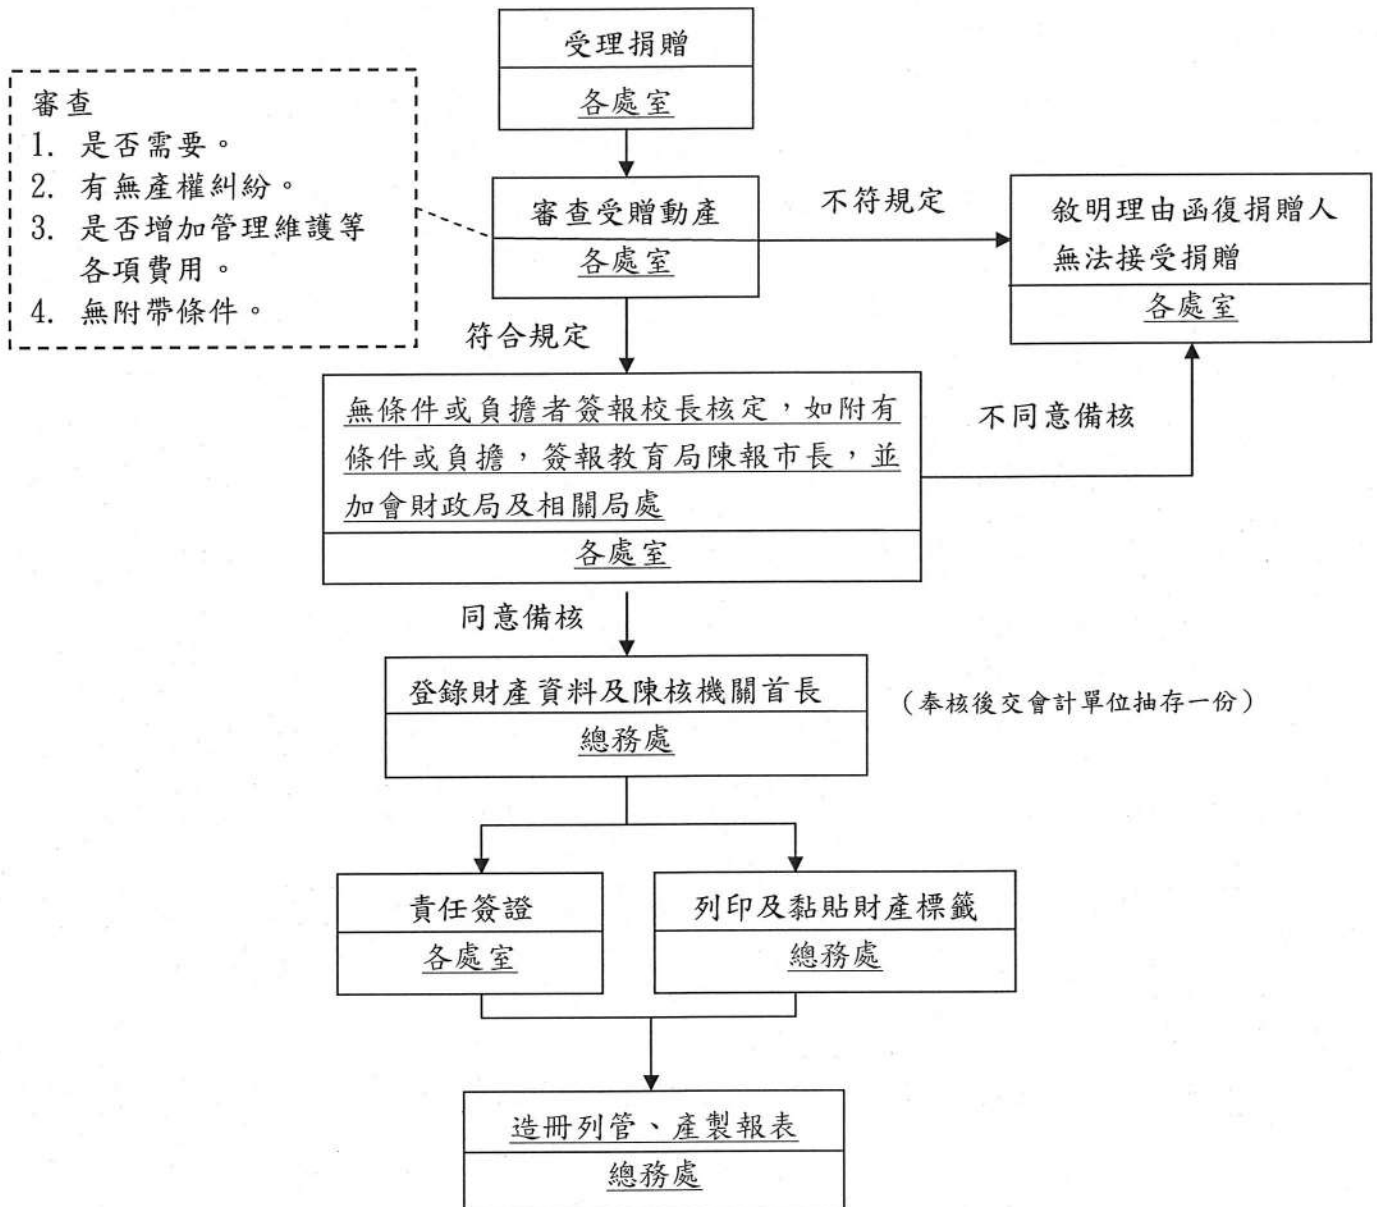 受理捐贈
各處室
審查
1. 是否需要。
2. 有無產權糾紛。
3. 是否增加管理維護等
各項費用。
4. 無附帶條件。
審查受贈動產
各處室
不符規定
敘明理由函復捐贈人
無法接受捐贈
各處室
符合規定
無條件或負擔者簽報校長核定，如附有
條件或負擔，簽報教育局陳報市長，並
加會財政局及相關局處
各處室
不同意備核
同意備核
登錄財產資料及陳核機關首長
總務處
（奉核後交會計單位抽存一份）
責任簽證
各處室
列印及黏貼財產標籤
總務處
造冊列管、產製報表
總務處